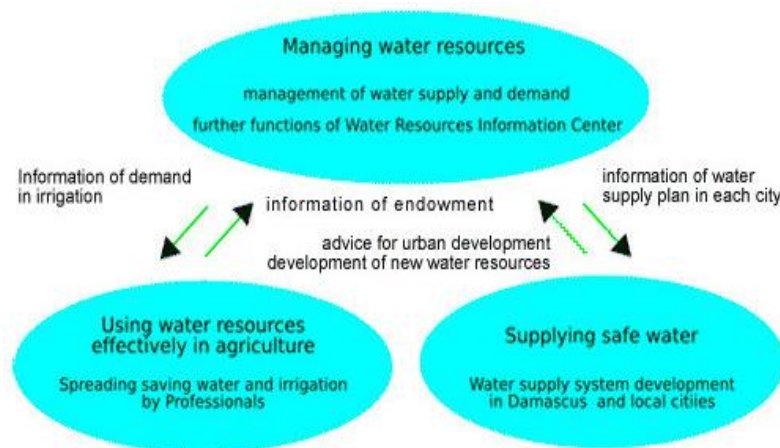 Managing water resources
management of water supply and demand
further functions of Water Resources Information Center
Information of demand
in irrigation
information of water
supply plan in each city
information of endowment
advice for urban development
development of new water resources
Using water resources
effectively in agriculture
Spreading saving water and irrigation
by Professionals
Supplying safe water
Water supply system development
in Damascus and local citiies